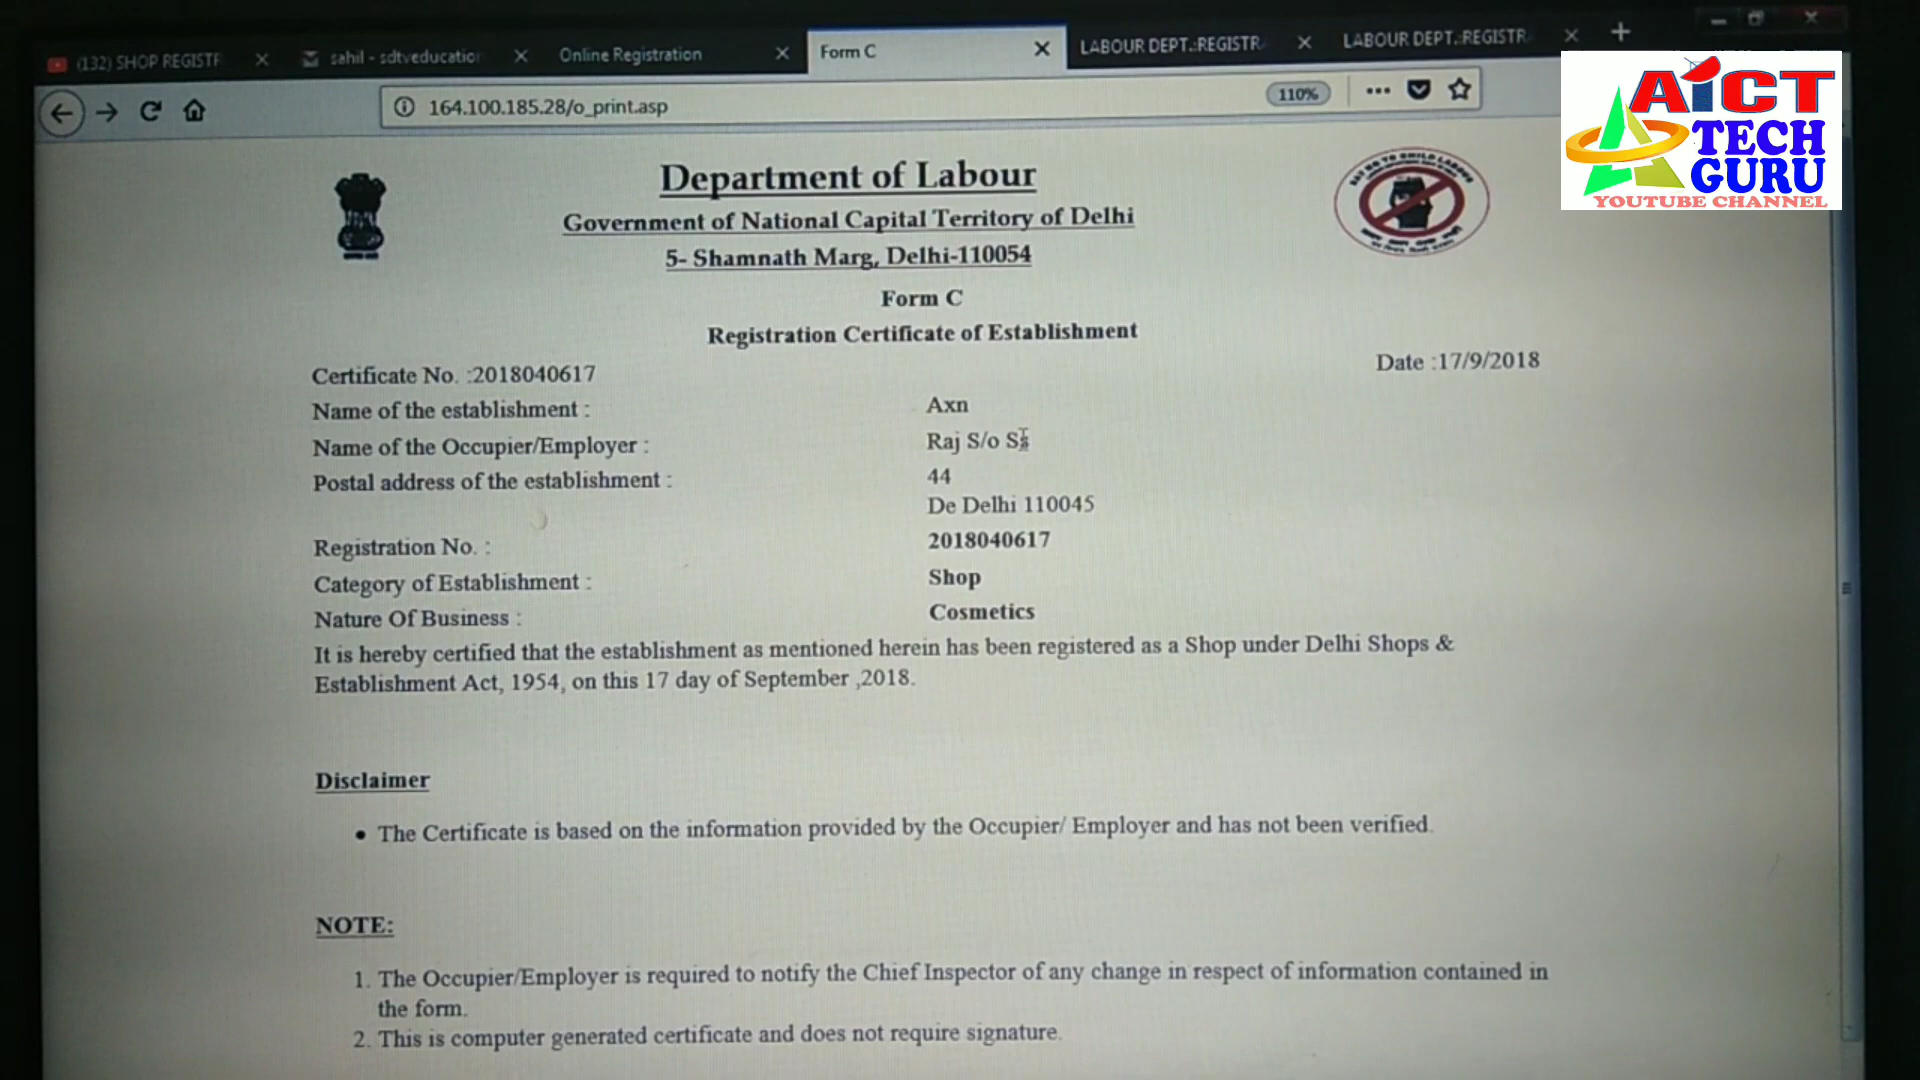 (132) SHOP REGISTR
sahil - sdtveducation
Online Registration
Form C
LABOUR DEPT.:REGISTR
LABOUR DEPT.:REGISTR
164.100.185.28/o_print.asp
110%
AICT
TECH
GURU
YOUTUBE CHANNEL
Department of Labour
Government of National Capital Territory of Delhi
5- Shamnath Marg, Delhi-110054
Form C
Registration Certificate of Establishment
Certificate No. :2018040617
Date :17/9/2018
Name of the establishment : Axn
Name of the Occupier/Employer : Raj S/o Sa
Postal address of the establishment : 44
De Delhi 110045
Registration No. : 2018040617
Category of Establishment : Shop
Nature Of Business : Cosmetics
It is hereby certified that the establishment as mentioned herein has been registered as a Shop under Delhi Shops &
Establishment Act, 1954, on this 17 day of September ,2018.
Disclaimer
• The Certificate is based on the information provided by the Occupier/ Employer and has not been verified.
NOTE:
1. The Occupier/Employer is required to notify the Chief Inspector of any change in respect of information contained in
the form.
2. This is computer generated certificate and does not require signature.